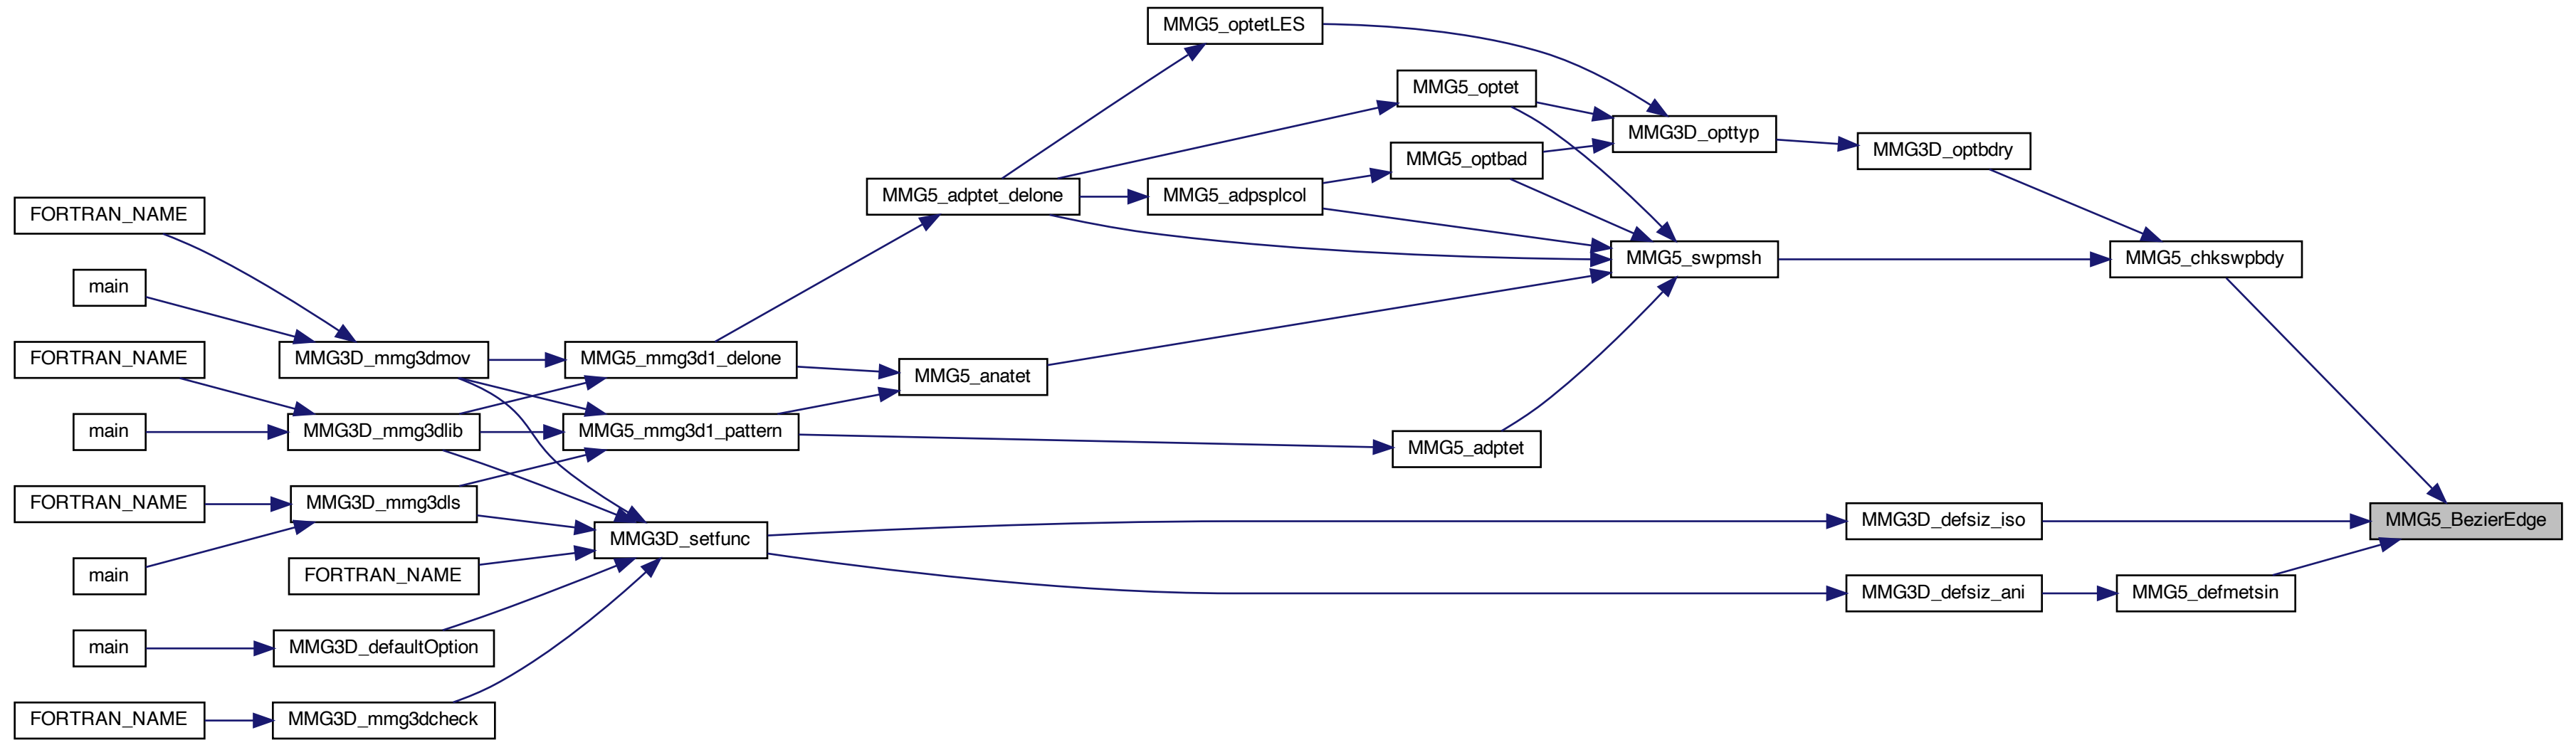 MMG5_optetLES
MMG5_optet
MMG3D_opttyp
MMG3D_optbdry
MMG5_optbad
MMG5_adptet_delone
MMG5_adpsplcol
FORTRAN_NAME
MMG5_swpmsh
MMG5_chkswpbdy
main
FORTRAN_NAME
MMG3D_mmg3dmov
MMG5_mmg3d1_delone
MMG5_anatet
main
MMG3D_mmg3dlib
MMG5_mmg3d1_pattern
MMG5_adptet
FORTRAN_NAME
MMG3D_mmg3dls
MMG3D_setfunc
MMG3D_defsiz_iso
MMG5_BezierEdge
main
FORTRAN_NAME
MMG3D_defsiz_ani
MMG5_defmetsin
main
MMG3D_defaultOption
FORTRAN_NAME
MMG3D_mmg3dcheck